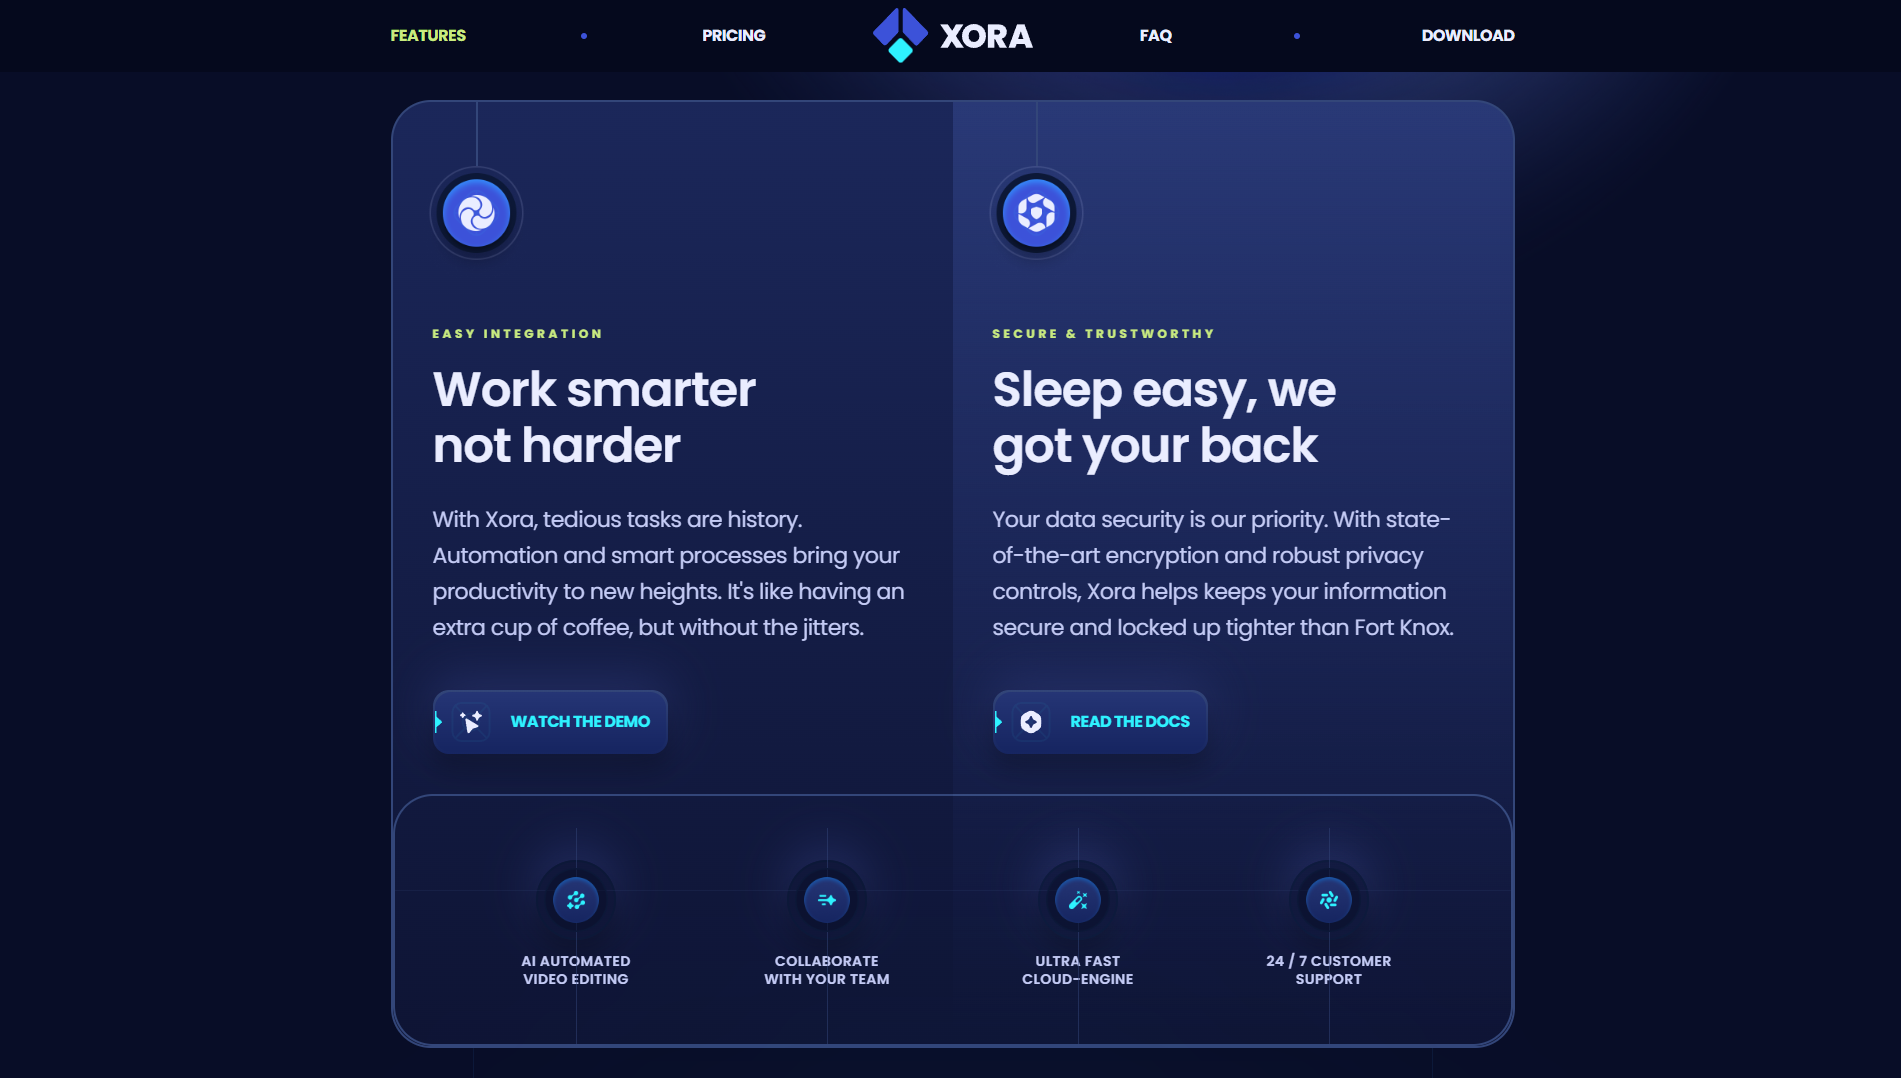 FEATURES
PRICING
XORA
FAQ
DOWNLOAD
EASY INTEGRATION
Work smarter
not harder
With Xora, tedious tasks are history.
Automation and smart processes bring your
productivity to new heights. It's like having an
extra cup of coffee, but without the jitters.
WATCH THE DEMO
SECURE & TRUSTWORTHY
Sleep easy, we
got your back
Your data security is our priority. With state-
of-the-art encryption and robust privacy
controls, Xora helps keeps your information
secure and locked up tighter than Fort Knox.
READ THE DOCS
AI AUTOMATED
VIDEO EDITING
COLLABORATE
WITH YOUR TEAM
ULTRA FAST
CLOUD-ENGINE
24 / 7 CUSTOMER
SUPPORT